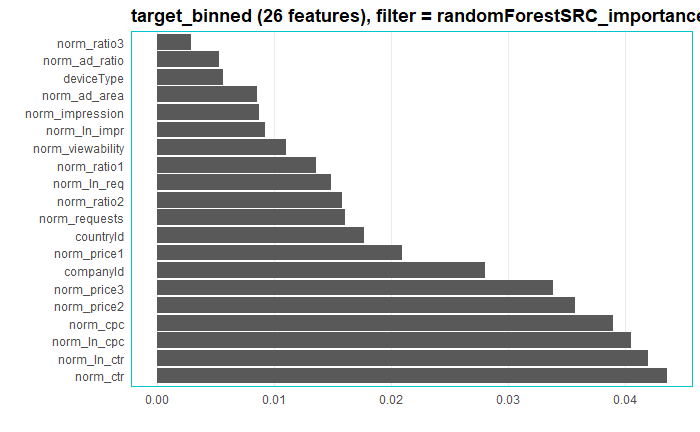 target_binned (26 features), filter = randomForestSRC_importance
norm_ratio3
norm_ad_ratio
deviceType
norm_ad_area
norm_impression
norm_ln_impr
norm_viewability
norm_ratio1
norm_ln_req
norm_ratio2
norm_requests
countryId
norm_price1
companyId
norm_price3
norm_price2
norm_cpc
norm_ln_cpc
norm_ln_ctr
norm_ctr
0.00 0.01 0.02 0.03 0.04